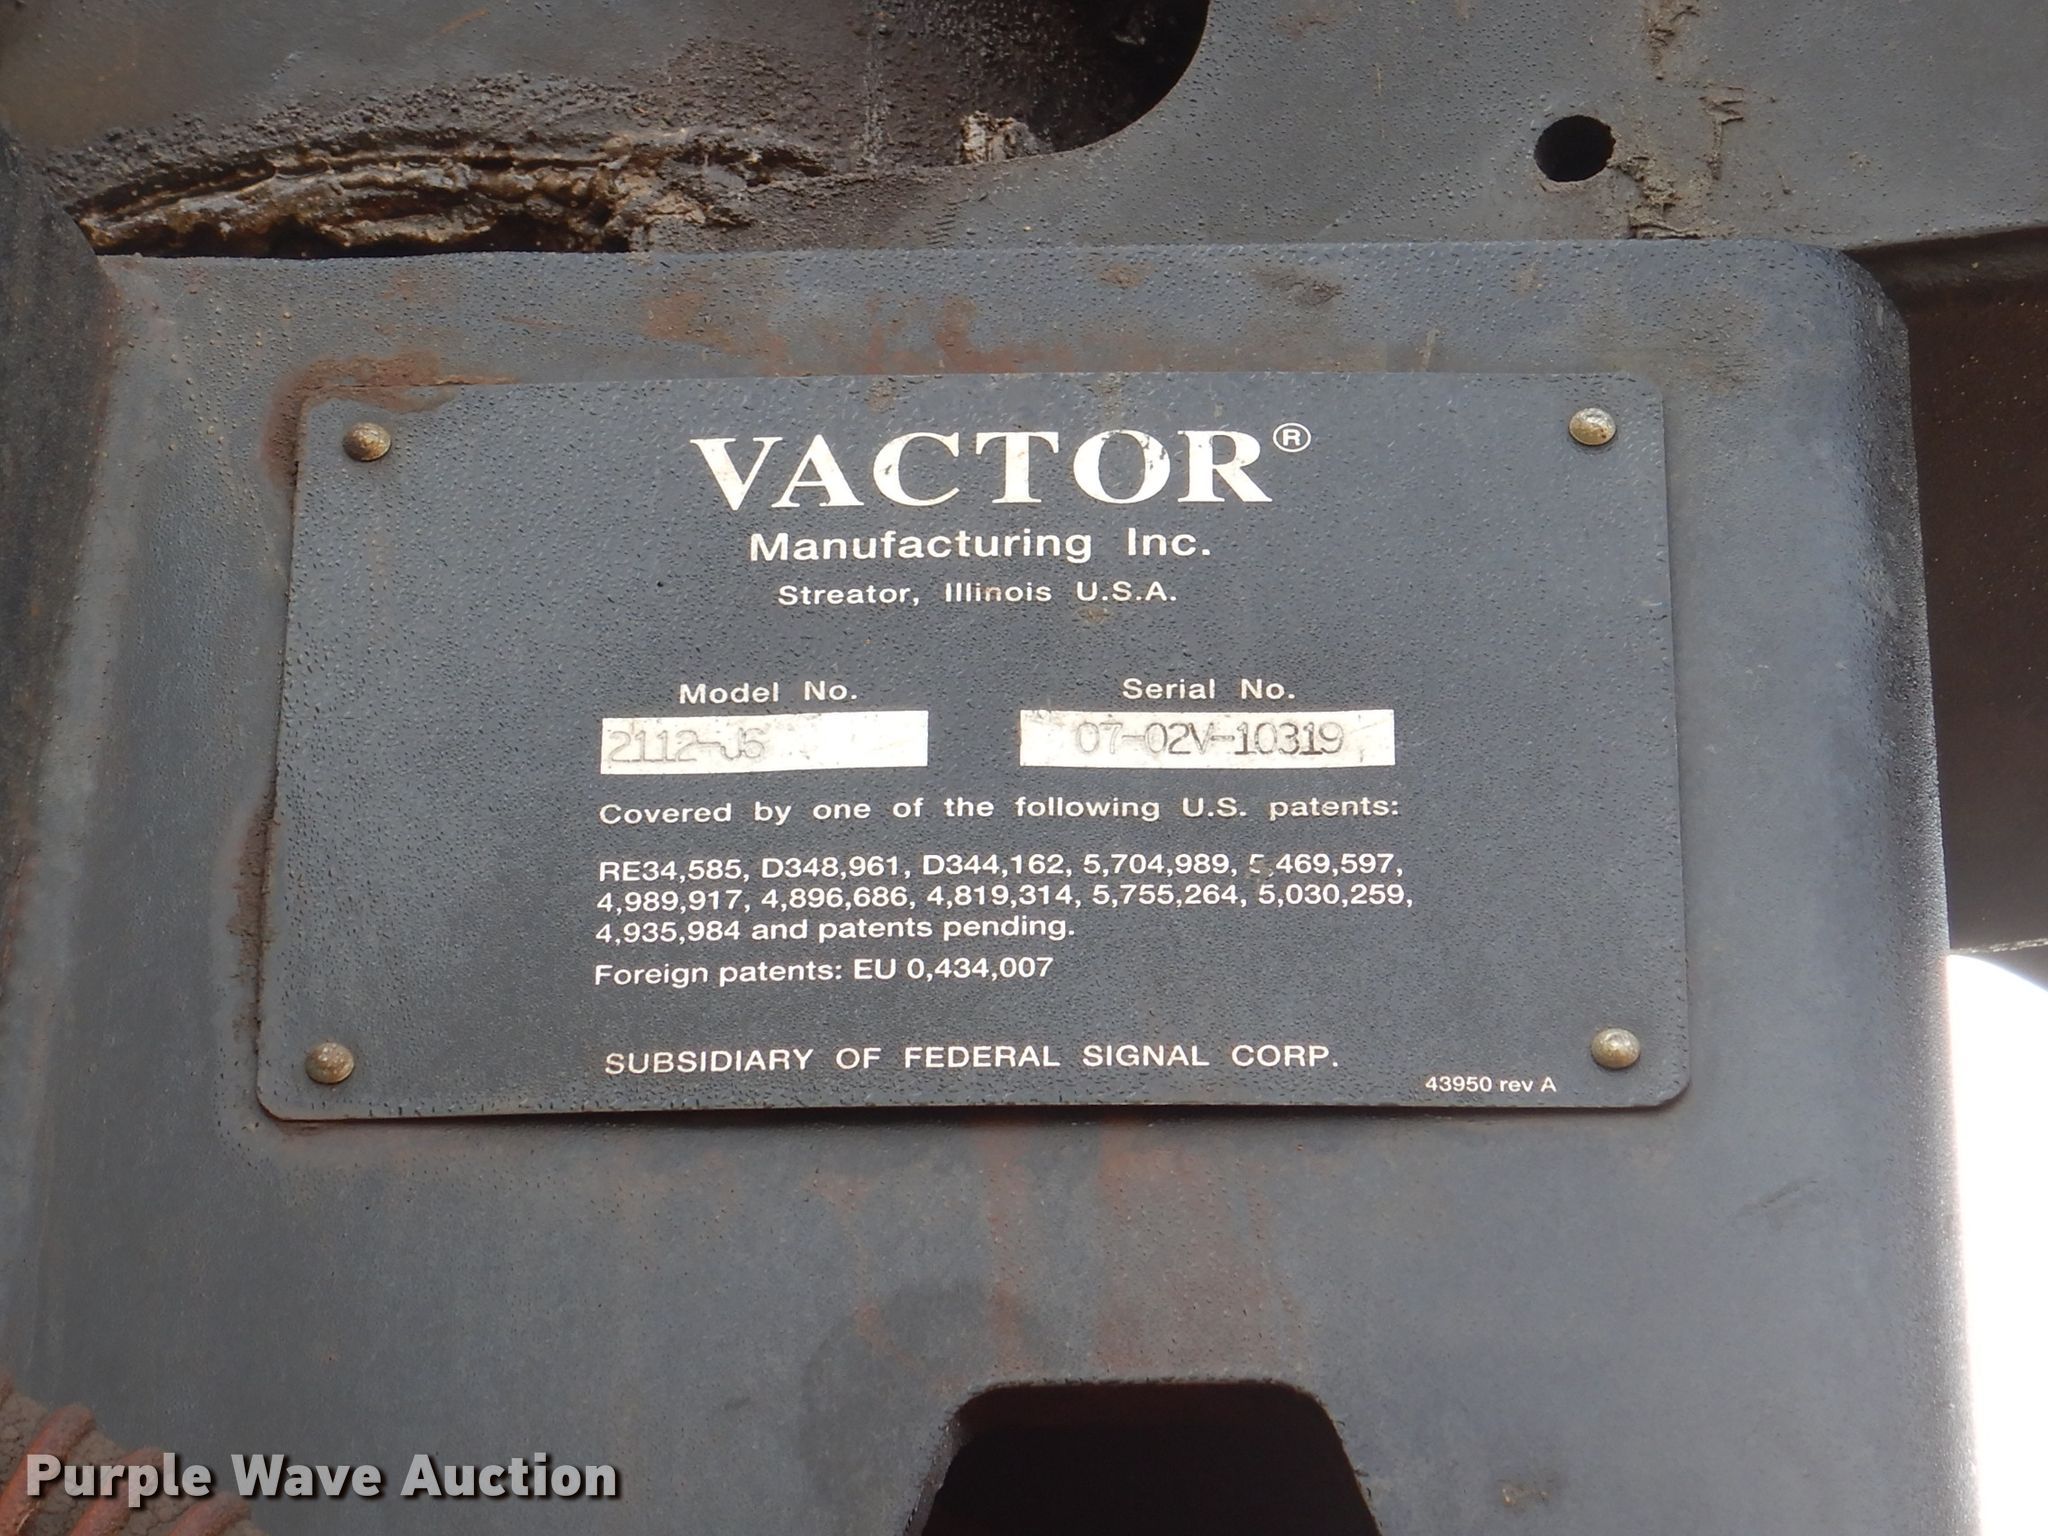 VACTOR®
Manufacturing Inc.
Streator, Illinois U.S.A.
Model No. Serial No.
2112-J6 07-02V-10319
Covered by one of the following U.S. patents:
RE34,585, D348,961, D344,162, 5,704,989, 5,469,597,
4,989,917, 4,896,686, 4,819,314, 5,755,264, 5,030,259,
4,935,984 and patents pending.
Foreign patents: EU 0,434,007
SUBSIDIARY OF FEDERAL SIGNAL CORP.
43950 rev A
Purple Wave Auction